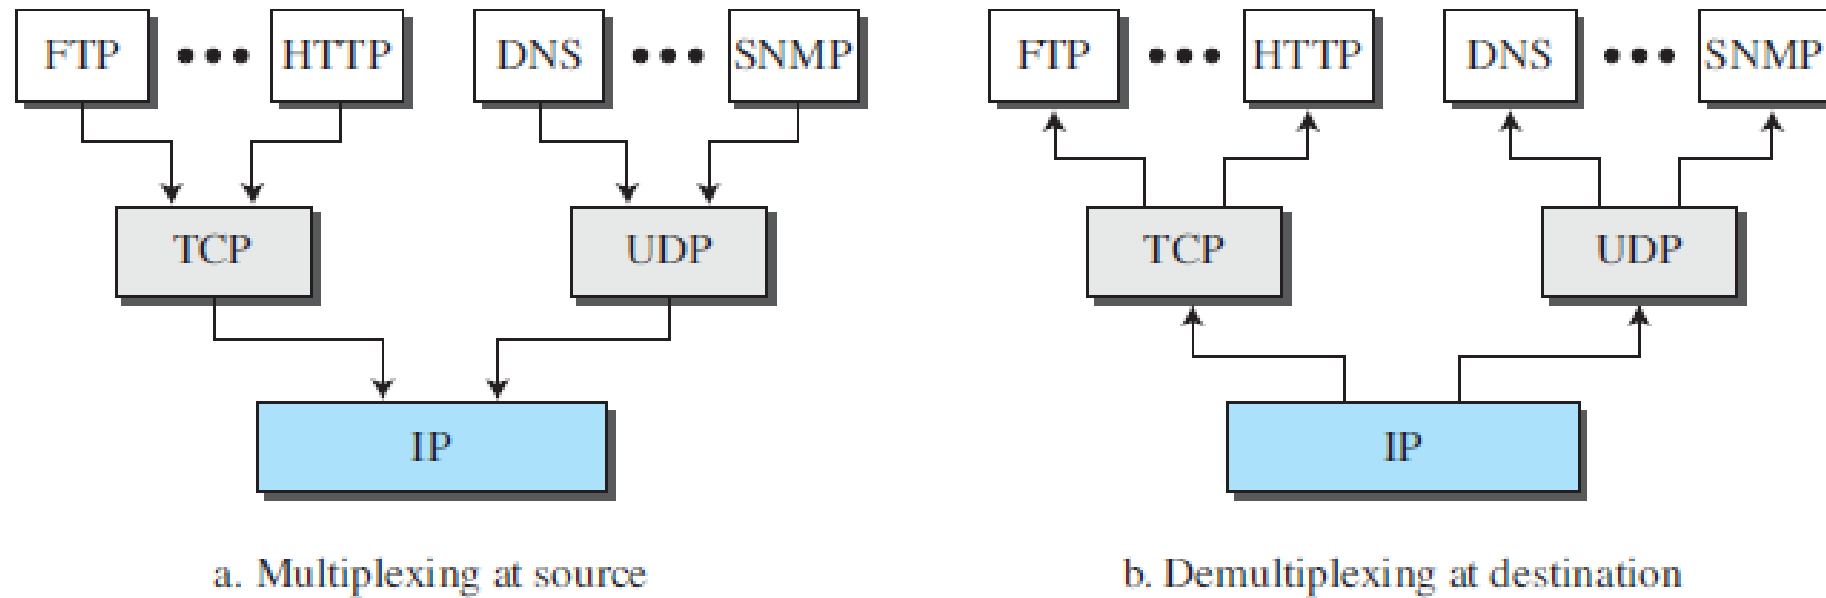 FTP ••• HTTP DNS ••• SNMP
TCP UDP
IP
a. Multiplexing at source
FTP ••• HTTP DNS ••• SNMP
TCP UDP
IP
b. Demultiplexing at destination